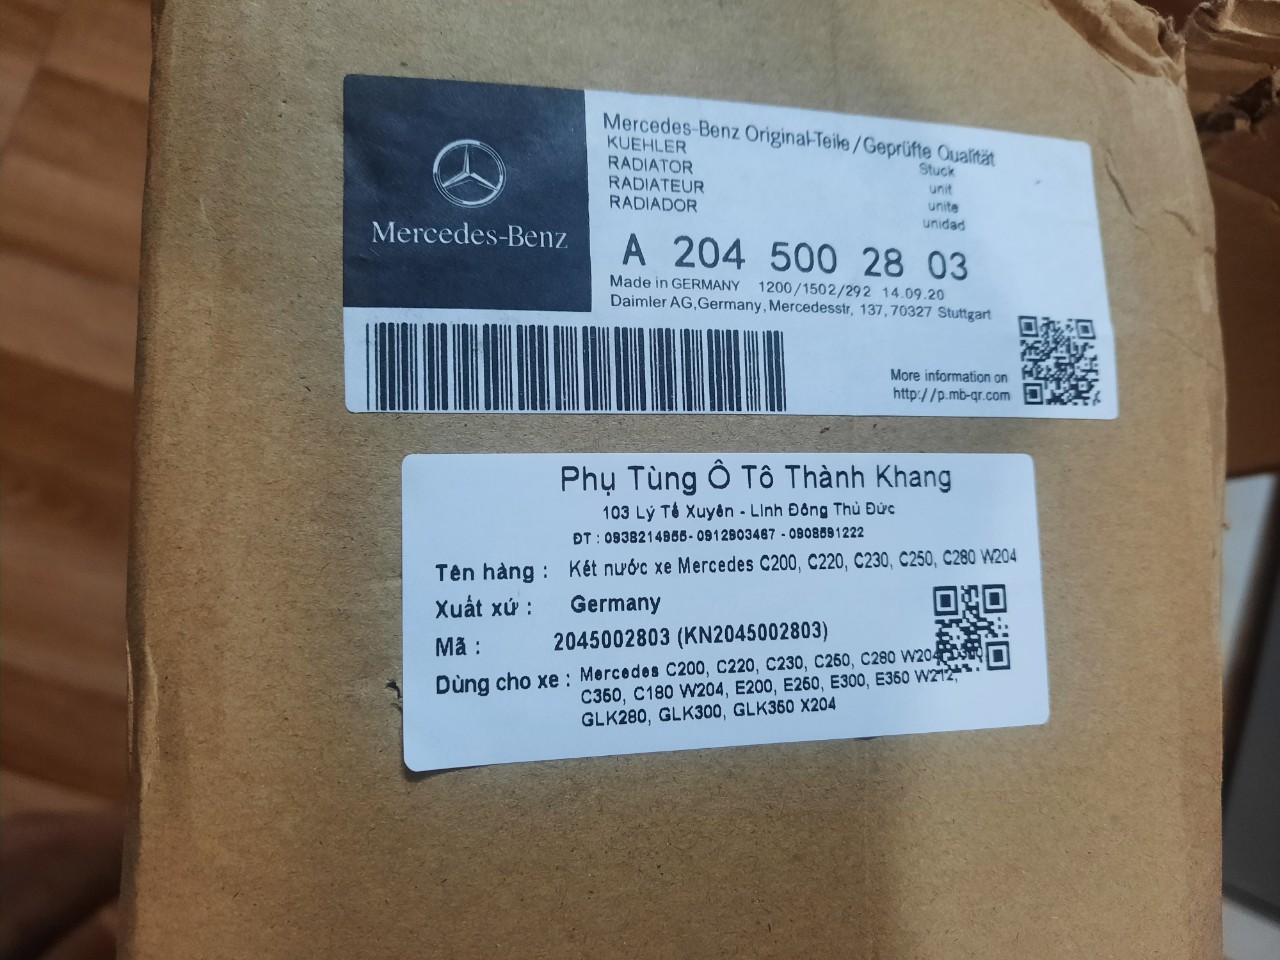 Mercedes-Benz
Mercedes-Benz Original-Teile/Geprüfte Qualität
KUEHLER Stuck
RADIATOR unit
RADIATEUR unite
RADIADOR unidad
A 204 500 28 03
Made in GERMANY 1200/1502/292 14.09.20
Daimler AG,Germany, Mercedesstr, 137,70327 Stuttgart
More information on
http://p.mb-qr.com
Phụ Tùng Ô Tô Thành Khang
103 Lý Tế Xuyên - Linh Đông Thủ Đức
ĐT : 0938214955- 0912803467 - 0908591222
Tên hàng : Két nước xe Mercedes C200, C220, C230, C250, C280 W204
Xuất xứ : Germany
Mã : 2045002803 (KN2045002803)
Dùng cho xe : Mercedes C200, C220, C230, C250, C280 W204,
C350, C180 W204, E200, E250, E300, E350 W212,
GLK280, GLK300, GLK350 X204